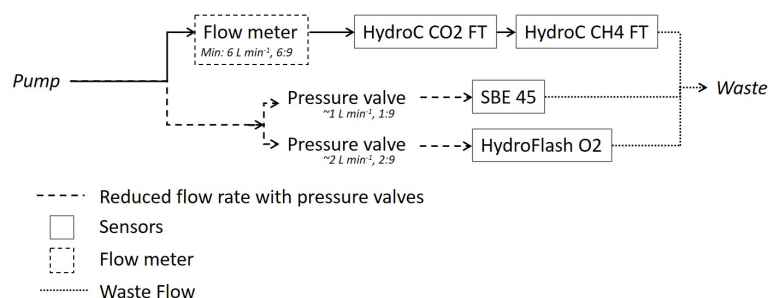 Flow meter
Min: 6 L min⁻¹, 6:9
HydroC CO2 FT
HydroC CH4 FT
Pump
Waste
Pressure valve
~1 L min⁻¹, 1:9
SBE 45
Pressure valve
~2 L min⁻¹, 2:9
HydroFlash O2
Reduced flow rate with pressure valves
Sensors
Flow meter
Waste Flow